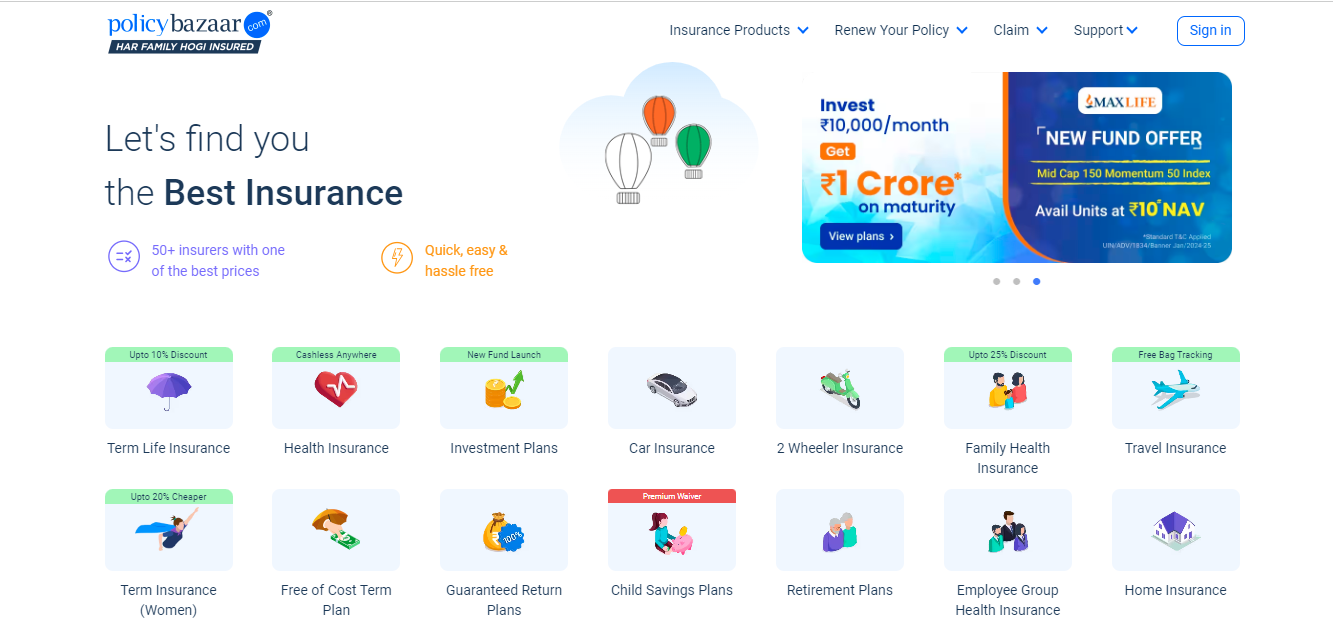 policybazaar.com®
HAR FAMILY HOGI INSURED
Insurance Products
Renew Your Policy
Claim
Support
Sign in
Let's find you
the Best Insurance
50+ insurers with one
of the best prices
Quick, easy &
hassle free
Invest
₹10,000/month
Get
₹1 Crore*
on maturity
View plans ›
MAX LIFE
NEW FUND OFFER
Mid Cap 150 Momentum 50 Index
Avail Units at ₹10* NAV
*Standard T&C Applied
UIN/ADV/1834/Banner Jan/2024-25
Upto 10% Discount
Term Life Insurance
Cashless Anywhere
Health Insurance
New Fund Launch
Investment Plans
Car Insurance
2 Wheeler Insurance
Upto 25% Discount
Family Health
Insurance
Free Bag Tracking
Travel Insurance
Upto 20% Cheaper
Term Insurance
(Women)
Free of Cost Term
Plan
100%
Guaranteed Return
Plans
Premium Waiver
Child Savings Plans
Retirement Plans
Employee Group
Health Insurance
Home Insurance